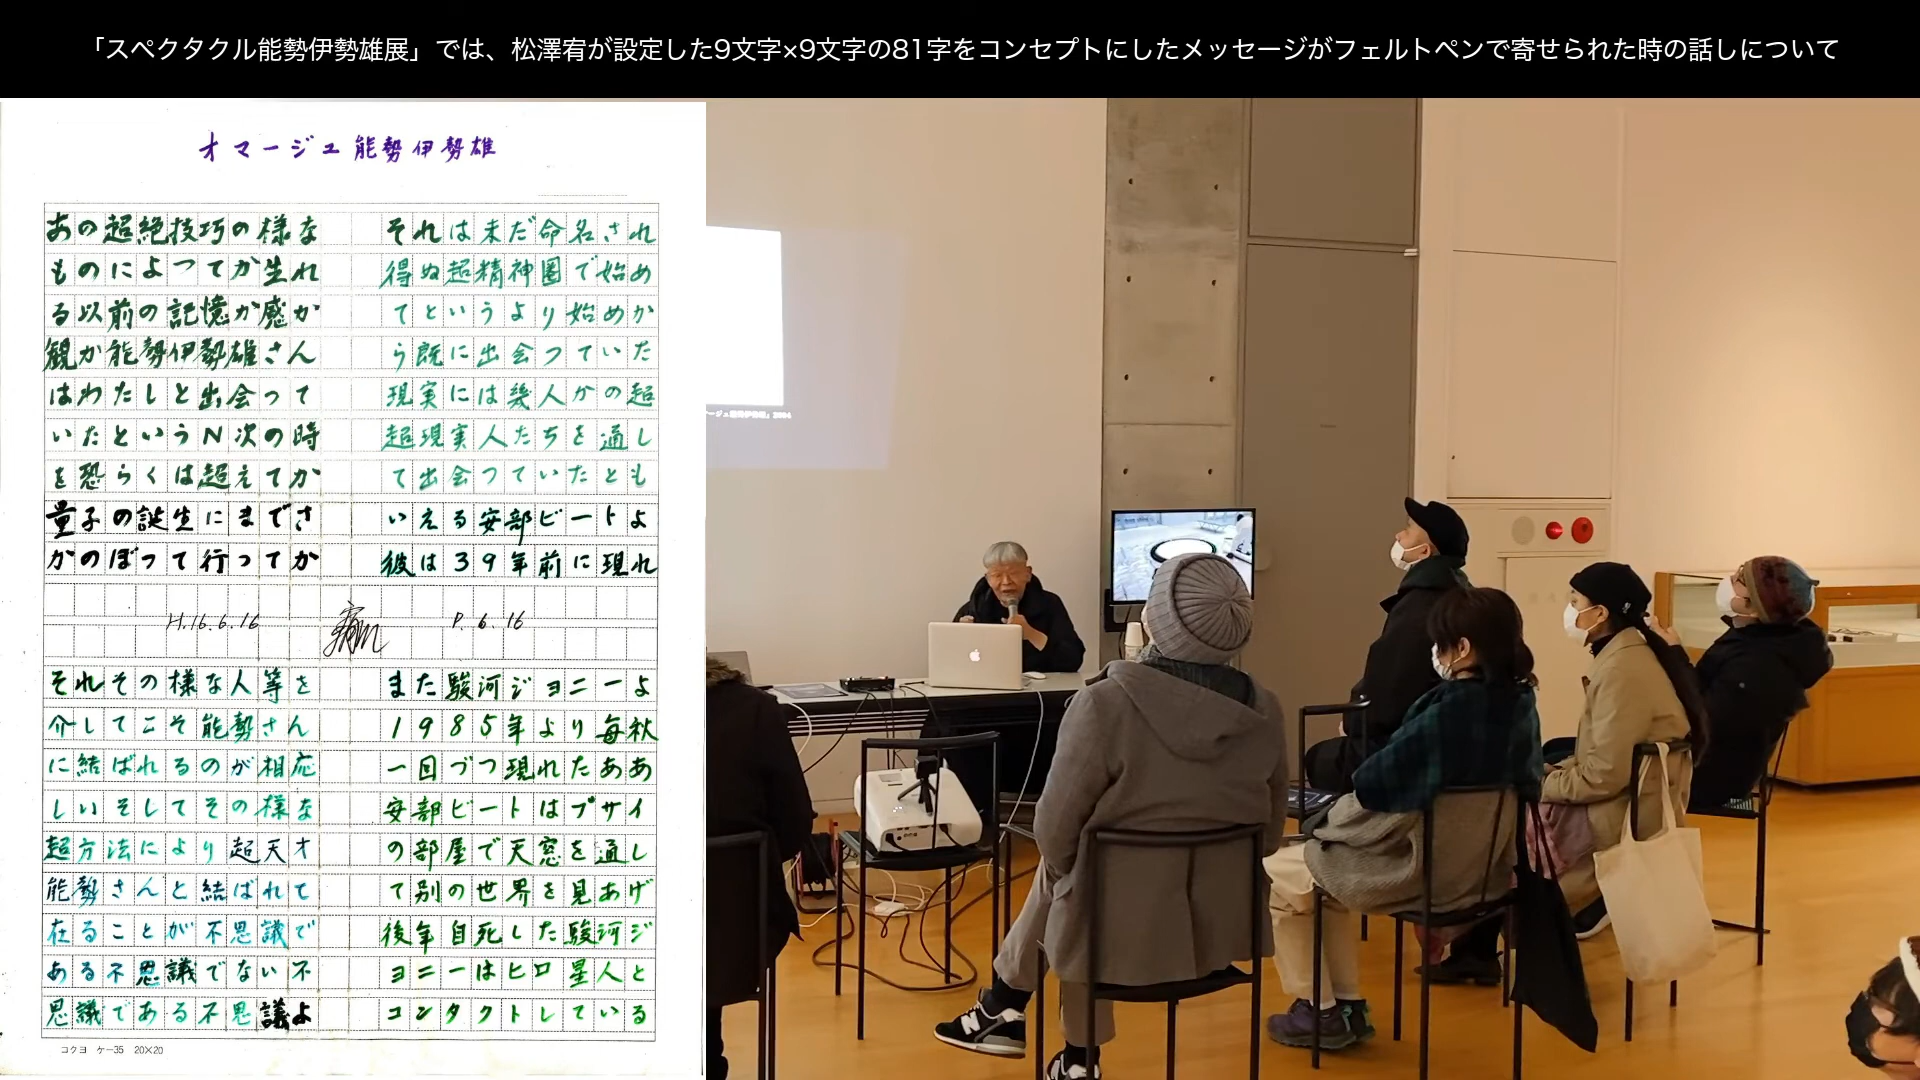 「スペクタクル能勢伊勢雄展」では、松澤宥が設定した9文字×9文字の81字をコンセプトにしたメッセージがフェルトペンで寄せられた時の話しについて
オマージュ能勢伊勢雄
あの超絶技巧の様な
ものによってか生れ
る以前の記憶か感か
観か能勢伊勢雄さん
はわたしと出会って
いたというN次の時
を恐らくは超えてか
量子の誕生にまでさ
かのぼって行ってか
それは未だ命名され
得ぬ超精神圏で始め
てというより始めか
ら既に出会っていた
現実には幾人かの超
超現実人たちを通し
て出会っていたとも
いえる安部ビートよ
彼は39年前に現れ
H.16.6.16
P.6.16
それその様な人等を
介してこそ能勢さん
に結ばれるのが相応
しいそしてその様な
超方法により超天才
能勢さんと結ばれて
在ることが不思議で
ある不思議でない不
思議である不思議よ
また駿河ジョニーよ
1985年より毎秋
一回づつ現れたああ
安部ビートはプサイ
の部屋で天窓を通し
て別の世界を見あげ
後年自死した駿河ジ
ョニーはヒロ星人と
コンタクトしている
コクヨ ケー35 20×20